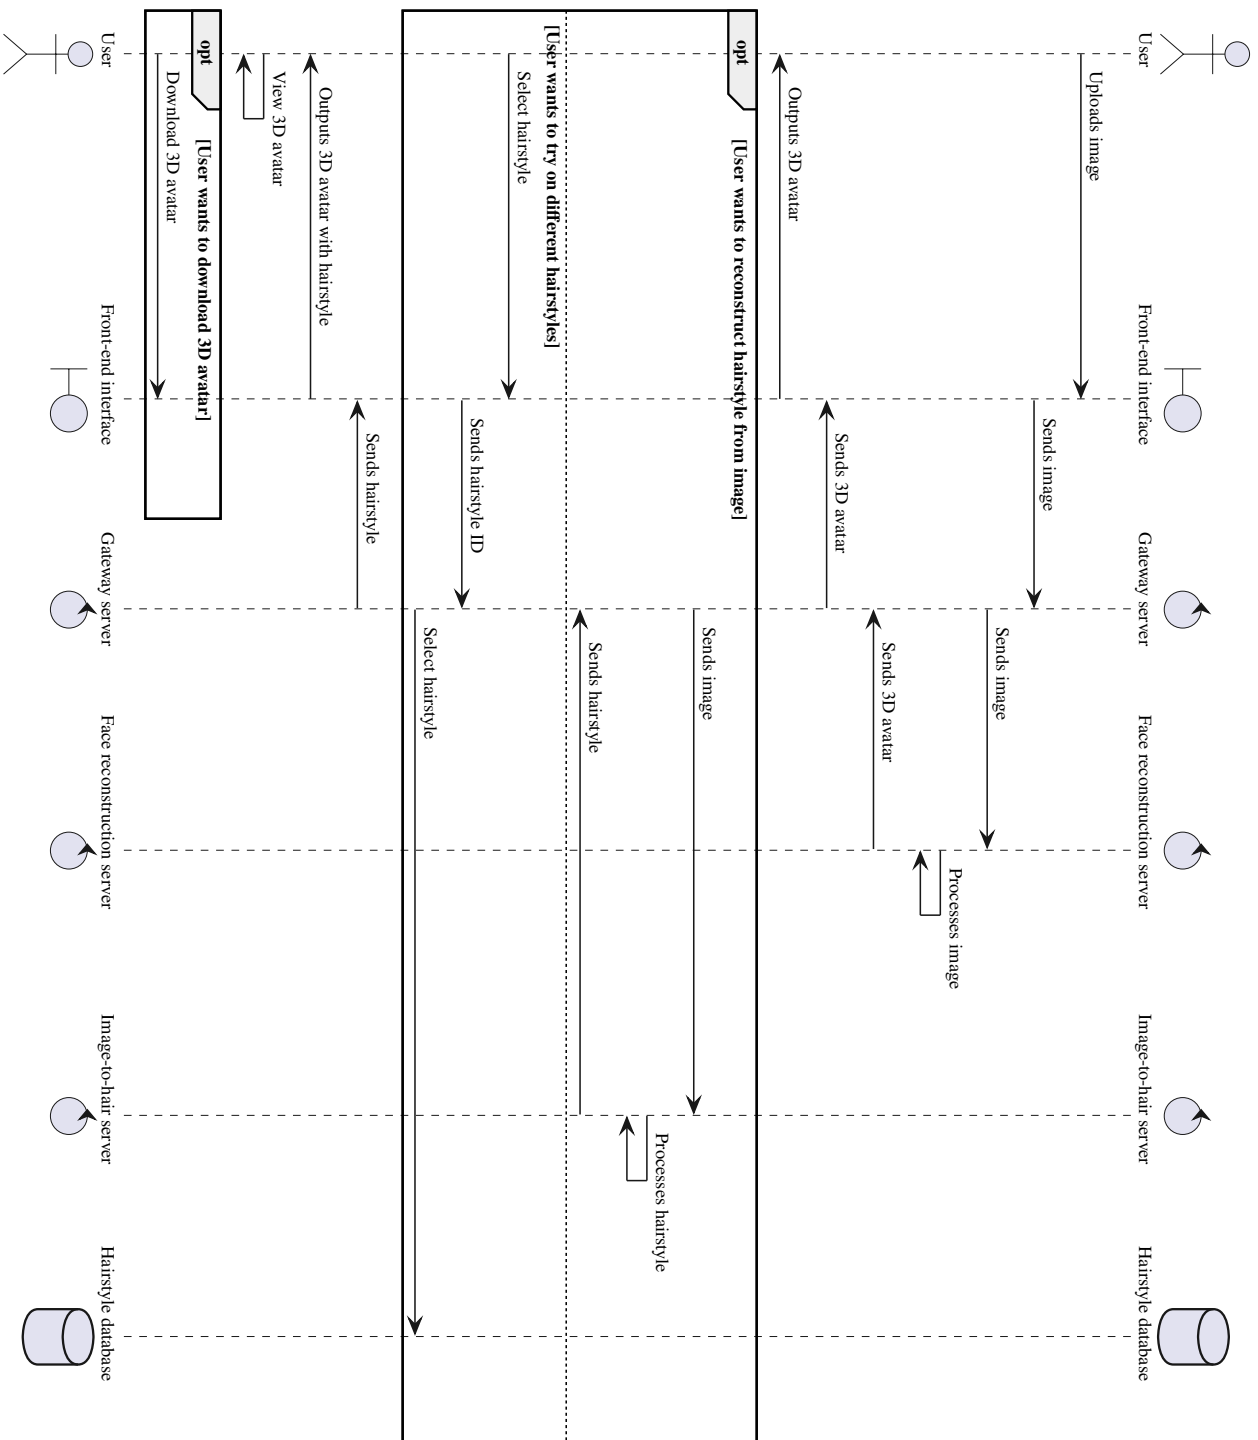 User
Front-end interface
Gateway server
Face reconstruction server
Image-to-hair server
Hairstyle database
Uploads image
Sends image
Sends image
Processes image
Sends 3D avatar
Sends 3D avatar
Outputs 3D avatar
opt
[User wants to reconstruct hairstyle from image]
Sends image
Processes hairstyle
Sends hairstyle
[User wants to try on different hairstyles]
Select hairstyle
Sends hairstyle ID
Select hairstyle
Sends hairstyle
Outputs 3D avatar with hairstyle
View 3D avatar
opt
[User wants to download 3D avatar]
Download 3D avatar
User
Front-end interface
Gateway server
Face reconstruction server
Image-to-hair server
Hairstyle database